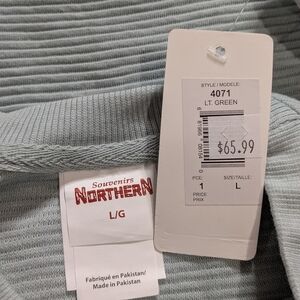 STYLE / MODELE:
4071
LT. GREEN
$65.99
PCE: SIZE/TAILLE:
1 L
PRICE
PRIX
Souvenirs
NORTHERN
L/G
Fabriqué en Pakistan/
Made in Pakistan